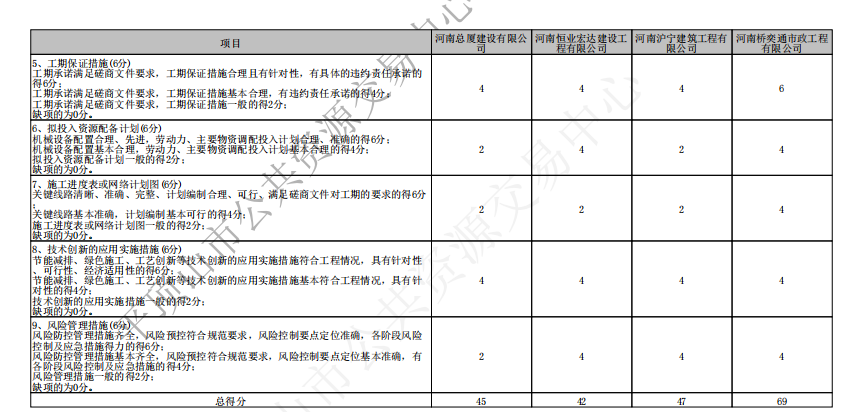 项目
河南总厦建设有限公司
河南恒业宏达建设工程有限公司
河南沪宁建筑工程有限公司
河南桥奕通市政工程有限公司
5、工期保证措施(6分)
工期承诺满足磋商文件要求，工期保证措施合理且有针对性，有具体的违约责任承诺的
得6分；
工期承诺满足磋商文件要求，工期保证措施基本合理，有违约责任承诺的得4分；
工期承诺满足磋商文件要求，工期保证措施一般的得2分；
缺项的为0分。
4 4 4 6
6、拟投入资源配备计划(6分)
机械设备配置合理、先进，劳动力、主要物资调配投入计划合理、准确的得6分；
机械设备配置基本合理，劳动力、主要物资调配投入计划基本合理的得4分；
拟投入资源配备计划一般的得2分；
缺项的为0分。
2 4 2 4
7、施工进度表或网络计划图(6分)
关键线路清晰、准确、完整、计划编制合理、可行、满足磋商文件对工期的要求的得6分
；
关键线路基本准确，计划编制基本可行的得4分；
施工进度表或网络计划图一般的得2分；
缺项的为0分。
2 2 2 4
8、技术创新的应用实施措施(6分)
节能减排、绿色施工、工艺创新等技术创新的应用实施措施符合工程情况，具有针对性
、可行性、经济适用性的得6分；
节能减排、绿色施工、工艺创新等技术创新的应用实施措施基本符合工程情况，具有针
对性的得4分；
技术创新的应用实施措施一般的得2分；
缺项的为0分。
4 4 4 4
9、风险管理措施(6分)
风险防控管理措施齐全，风险预控符合规范要求，风险控制要点定位准确，各阶段风险
控制及应急措施得力的得6分；
风险防控管理措施基本齐全，风险预控符合规范要求，风险控制要点定位基本准确，有
各阶段风险控制及应急措施的得4分；
风险管理措施一般的得2分；
缺项的为0分。
2 4 4 4
总得分 45 42 47 69
平顶山市公共资源交易中心
山市公共资源交易中心